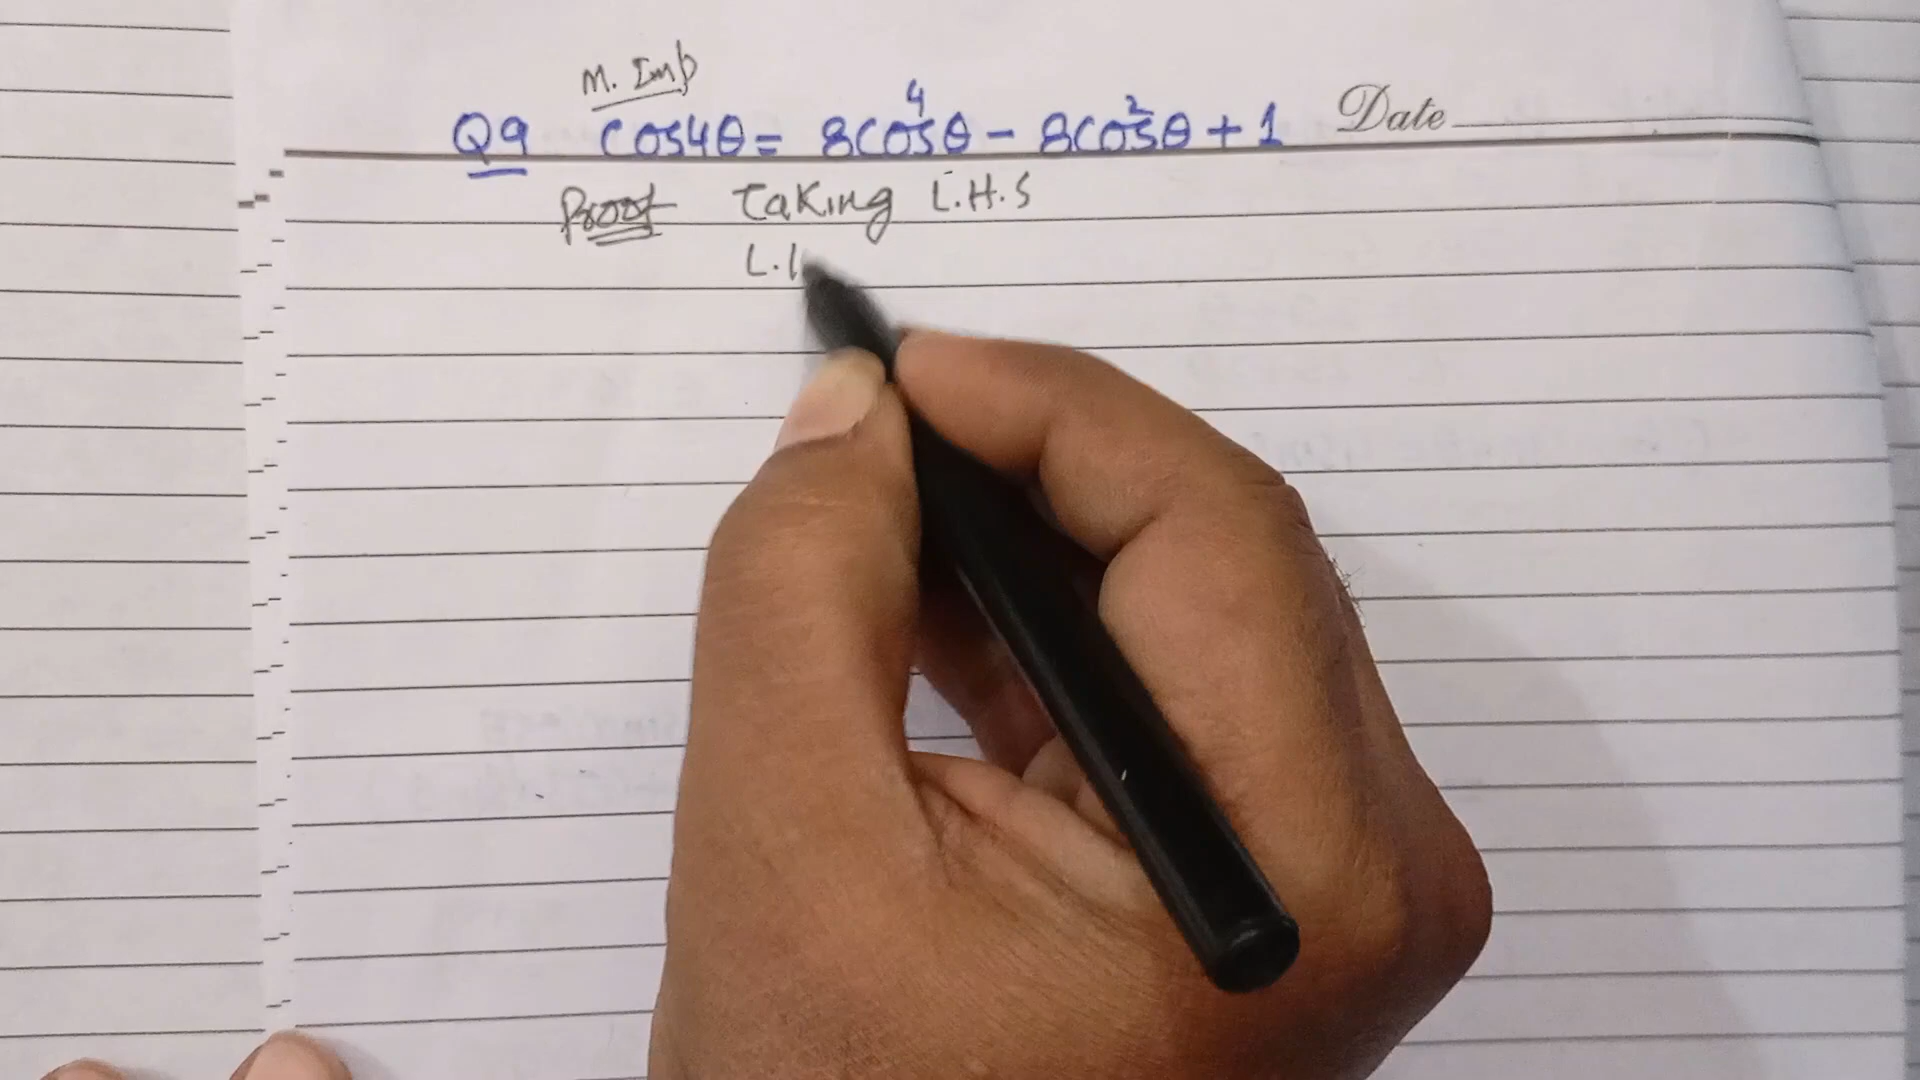 M. Imp
Q9 cos4θ = 8cos⁴θ - 8cos²θ + 1 Date
Proof Taking L.H.S
L.